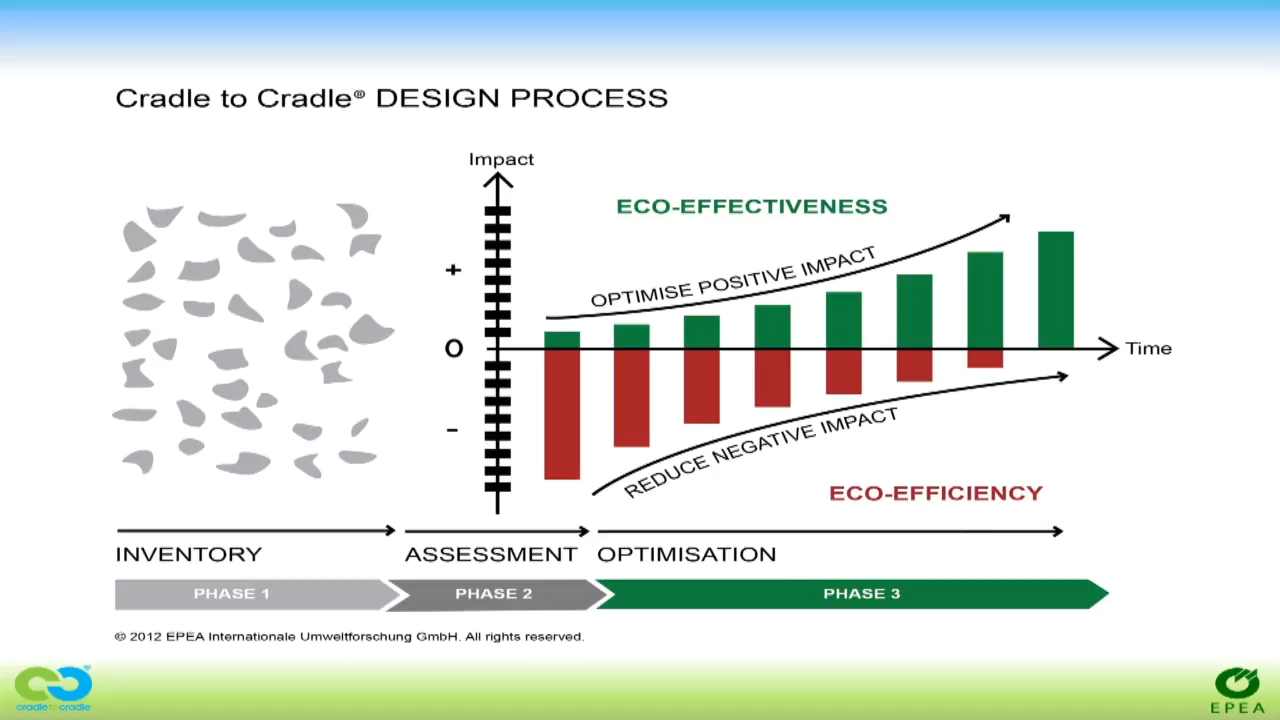 Cradle to Cradle® DESIGN PROCESS
Impact
ECO-EFFECTIVENESS
OPTIMISE POSITIVE IMPACT
+
O
Time
-
REDUCE NEGATIVE IMPACT
ECO-EFFICIENCY
INVENTORY
ASSESSMENT
OPTIMISATION
PHASE 1
PHASE 2
PHASE 3
© 2012 EPEA Internationale Umweltforschung GmbH. All rights reserved.
cradletocradle
EPEA